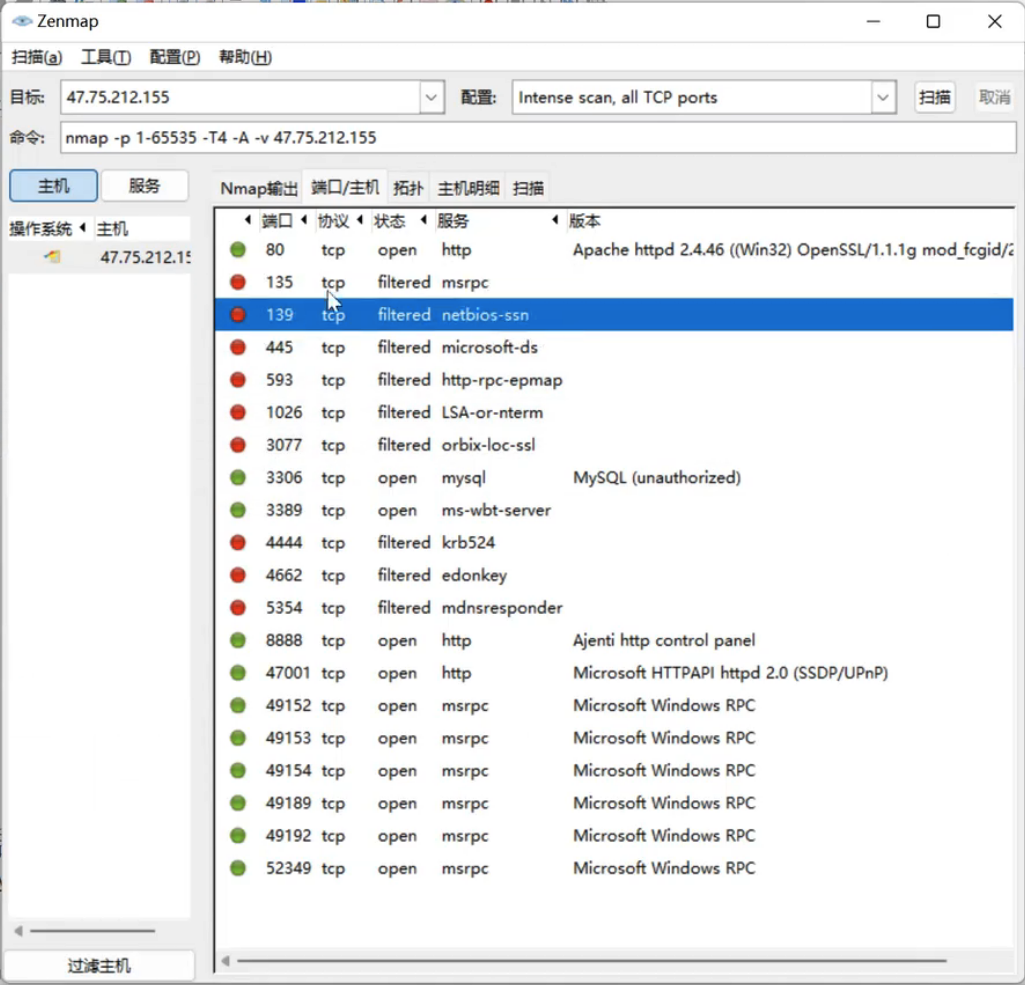 Zenmap
扫描(a) 工具(T) 配置(P) 帮助(H)
目标: 47.75.212.155 配置: Intense scan, all TCP ports 扫描 取消
命令: nmap -p 1-65535 -T4 -A -v 47.75.212.155
主机 服务 Nmap输出 端口/主机 拓扑 主机明细 扫描
操作系统 主机 端口 协议 状态 服务 版本
47.75.212.15
80 tcp open http Apache httpd 2.4.46 ((Win32) OpenSSL/1.1.1g mod_fcgid/2
135 tcp filtered msrpc
139 tcp filtered netbios-ssn
445 tcp filtered microsoft-ds
593 tcp filtered http-rpc-epmap
1026 tcp filtered LSA-or-nterm
3077 tcp filtered orbix-loc-ssl
3306 tcp open mysql MySQL (unauthorized)
3389 tcp open ms-wbt-server
4444 tcp filtered krb524
4662 tcp filtered edonkey
5354 tcp filtered mdnsresponder
8888 tcp open http Ajenti http control panel
47001 tcp open http Microsoft HTTPAPI httpd 2.0 (SSDP/UPnP)
49152 tcp open msrpc Microsoft Windows RPC
49153 tcp open msrpc Microsoft Windows RPC
49154 tcp open msrpc Microsoft Windows RPC
49189 tcp open msrpc Microsoft Windows RPC
49192 tcp open msrpc Microsoft Windows RPC
52349 tcp open msrpc Microsoft Windows RPC
过滤主机